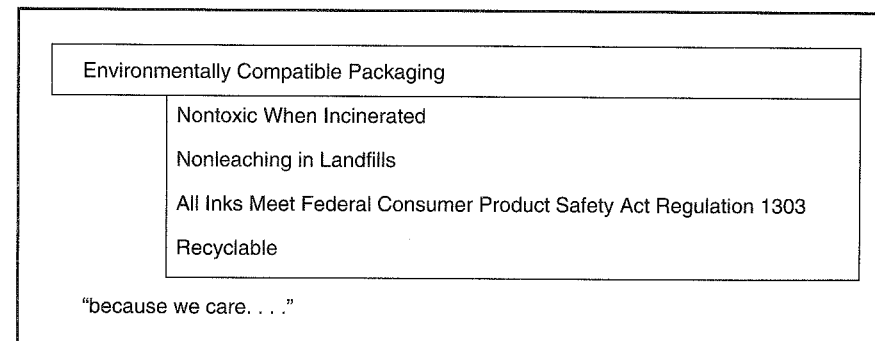 Environmentally Compatible Packaging
Nontoxic When Incinerated
Nonleaching in Landfills
All Inks Meet Federal Consumer Product Safety Act Regulation 1303
Recyclable
“because we care. . . .”